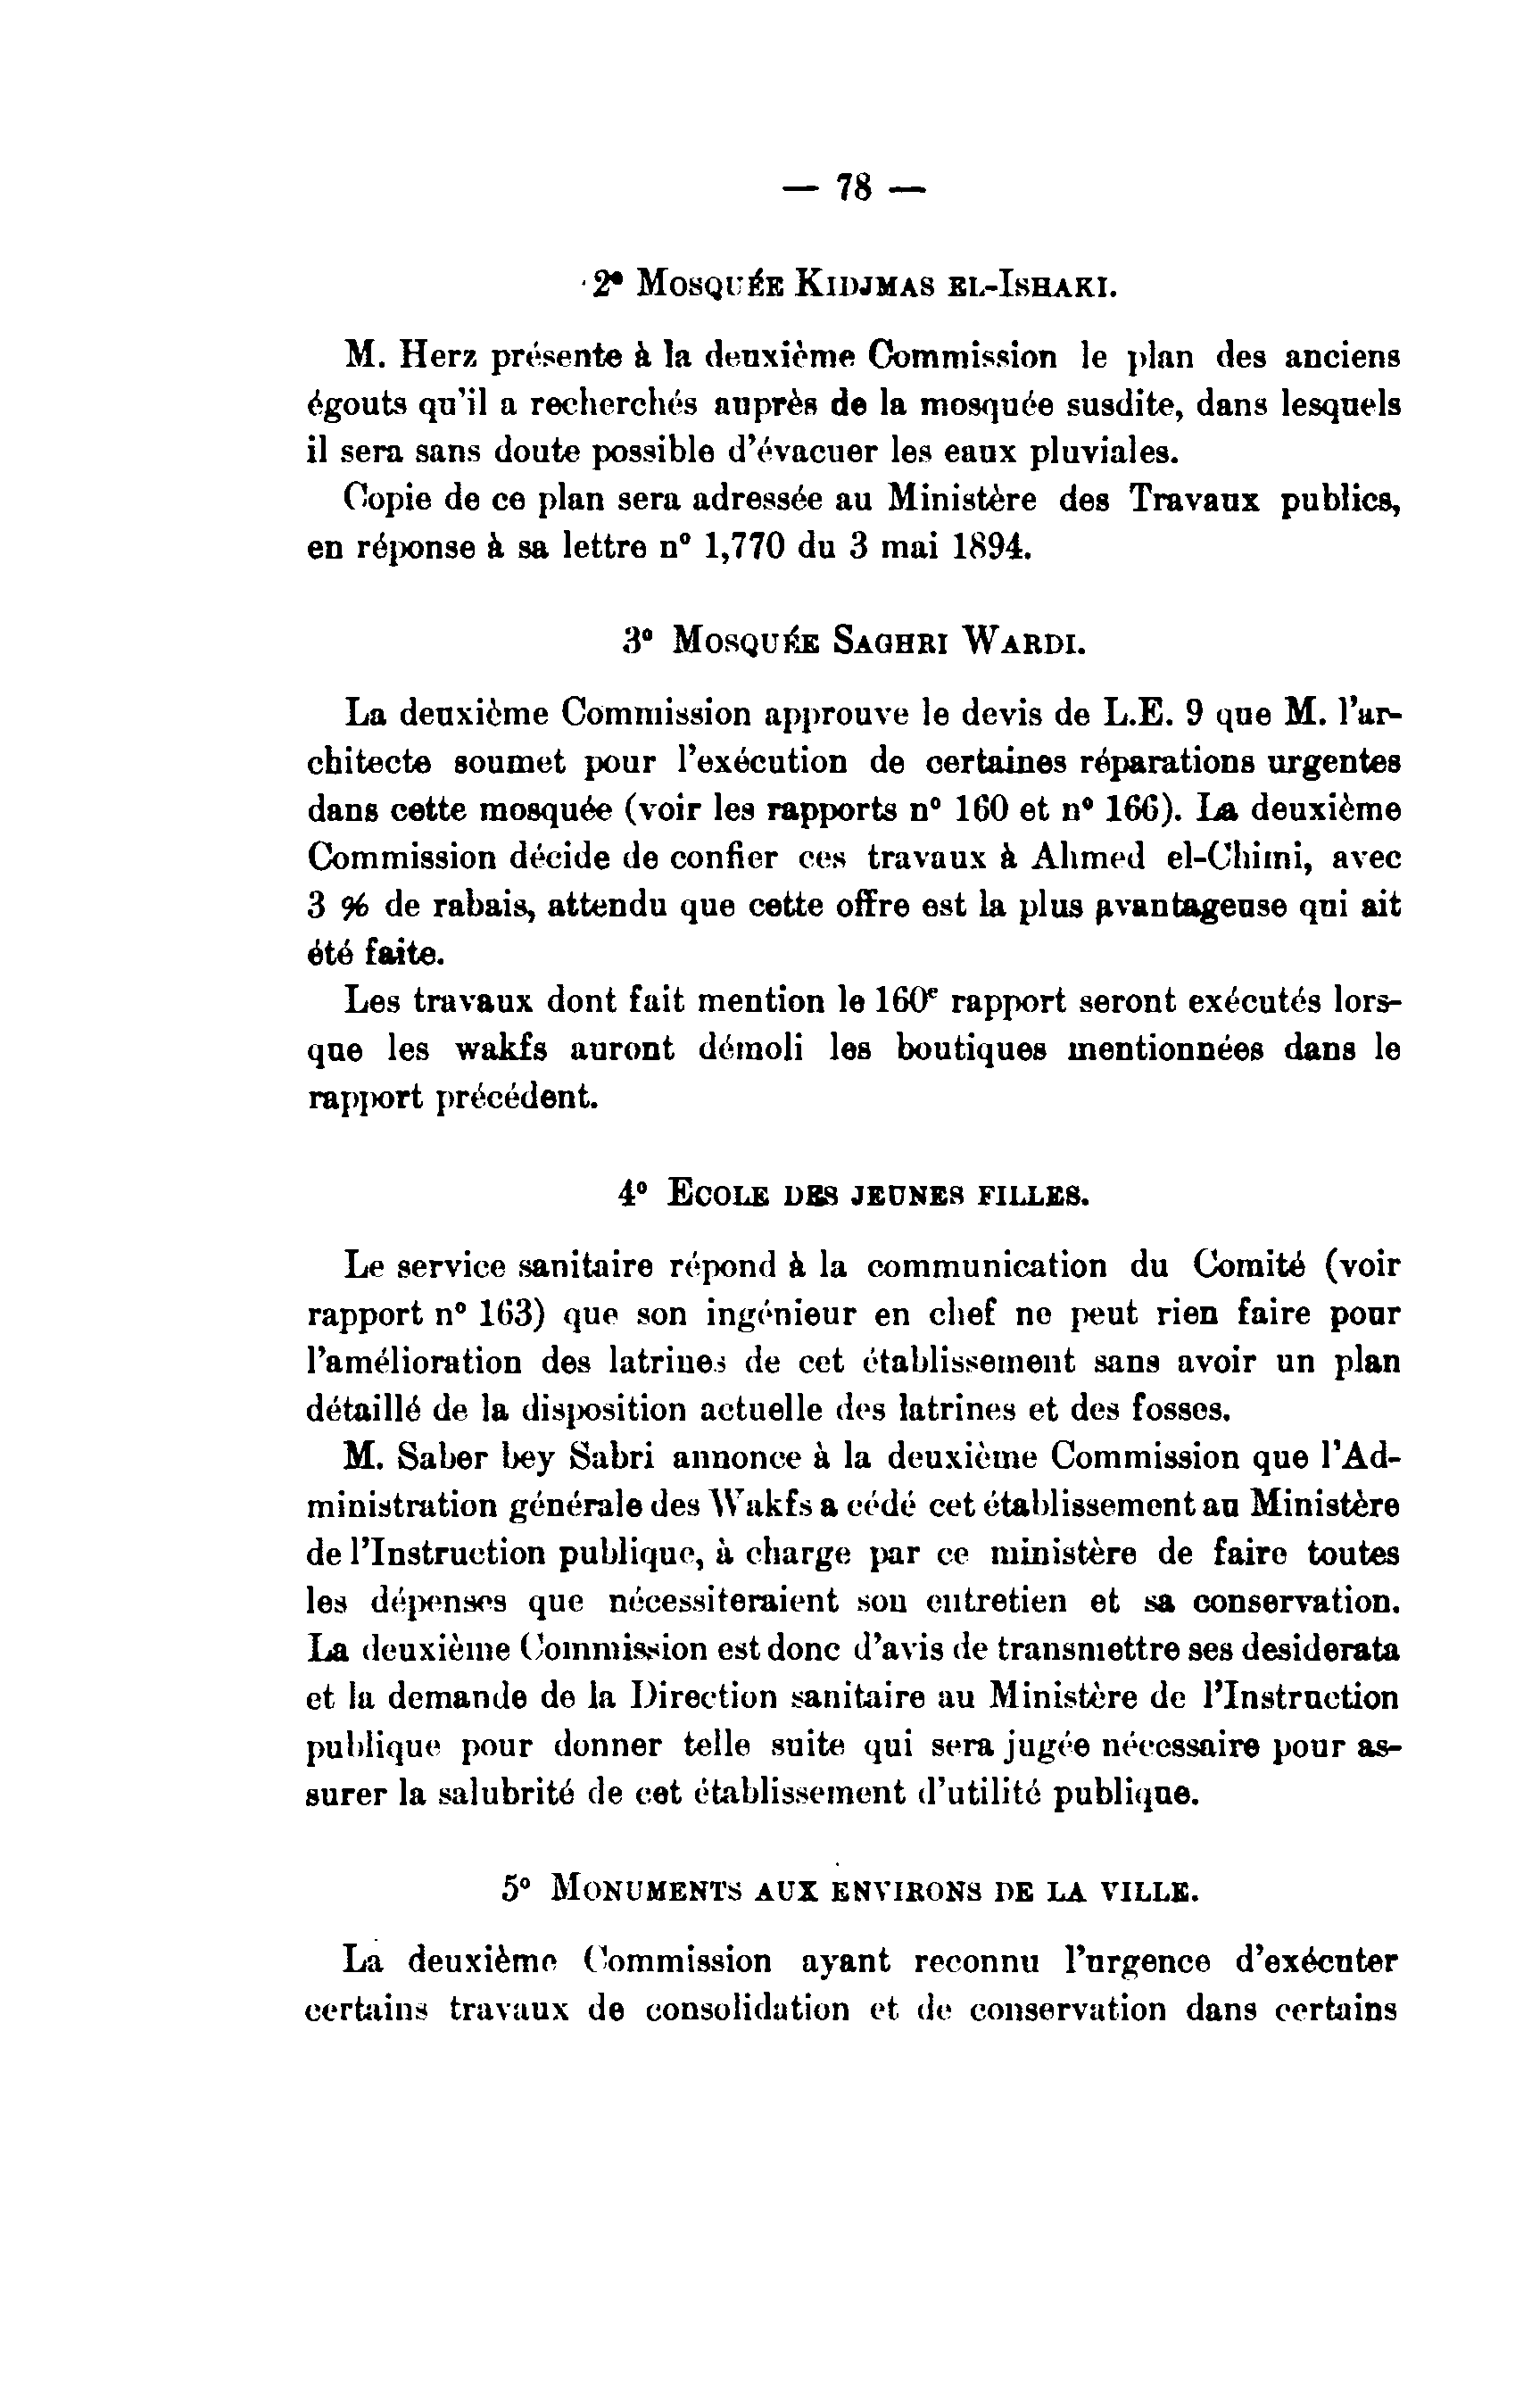 — 78 —
2° MOSQUÉE KIDJMAS EL-ISHAKI.
M. Herz présente à la deuxième Commission le plan des anciens
égouts qu'il a recherchés auprès de la mosquée susdite, dans lesquels
il sera sans doute possible d'évacuer les eaux pluviales.
Copie de ce plan sera adressée au Ministère des Travaux publics,
en réponse à sa lettre n° 1,770 du 3 mai 1894.
3° MOSQUÉE SAGHRI WARDI.
La deuxième Commission approuve le devis de L.E. 9 que M. l'ar-
chitecte soumet pour l'exécution de certaines réparations urgentes
dans cette mosquée (voir les rapports n° 160 et n° 166). La deuxième
Commission décide de confier ces travaux à Ahmed el-Chimi, avec
3 % de rabais, attendu que cette offre est la plus avantageuse qui ait
été faite.
Les travaux dont fait mention le 160e rapport seront exécutés lors-
que les wakfs auront démoli les boutiques mentionnées dans le
rapport précédent.
4° ECOLE DES JEUNES FILLES.
Le service sanitaire répond à la communication du Comité (voir
rapport n° 163) que son ingénieur en chef ne peut rien faire pour
l'amélioration des latrines de cet établissement sans avoir un plan
détaillé de la disposition actuelle des latrines et des fosses.
M. Saber bey Sabri annonce à la deuxième Commission que l'Ad-
ministration générale des Wakfs a cédé cet établissement au Ministère
de l'Instruction publique, à charge par ce ministère de faire toutes
les dépenses que nécessiteraient son entretien et sa conservation.
La deuxième Commission est donc d'avis de transmettre ses desiderata
et la demande de la Direction sanitaire au Ministère de l'Instruction
publique pour donner telle suite qui sera jugée nécessaire pour as-
surer la salubrité de cet établissement d'utilité publique.
5° MONUMENTS AUX ENVIRONS DE LA VILLE.
La deuxième Commission ayant reconnu l'urgence d'exécuter
certains travaux de consolidation et de conservation dans certains